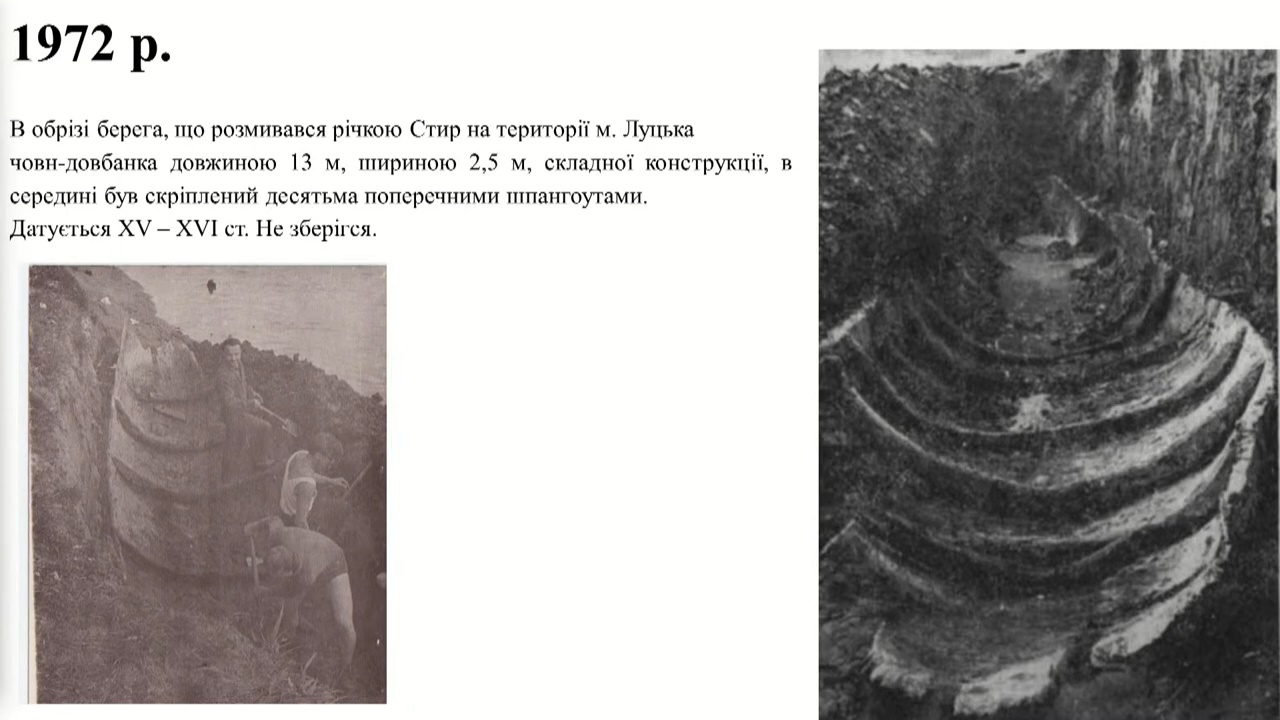 1972 р.
В обрізі берега, що розмивався річкою Стир на території м. Луцька
човн-довбанка довжиною 13 м, шириною 2,5 м, складної конструкції, в
середині був скріплений десятьма поперечними шпангоутами.
Датується XV – XVI ст. Не зберігся.